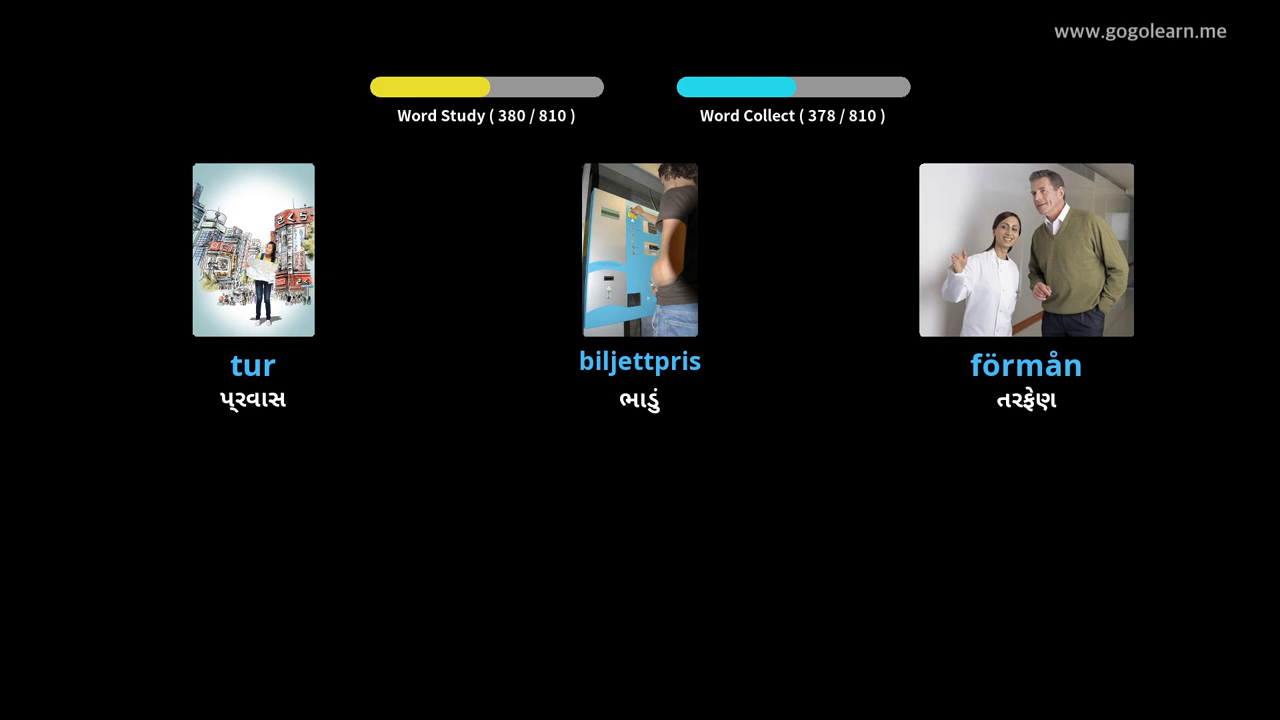 www.gogolearn.me
Word Study ( 380 / 810 )
Word Collect ( 378 / 810 )
tur
biljettpris
förmån
પ્રવાસ
ભાડું
તરફેણ